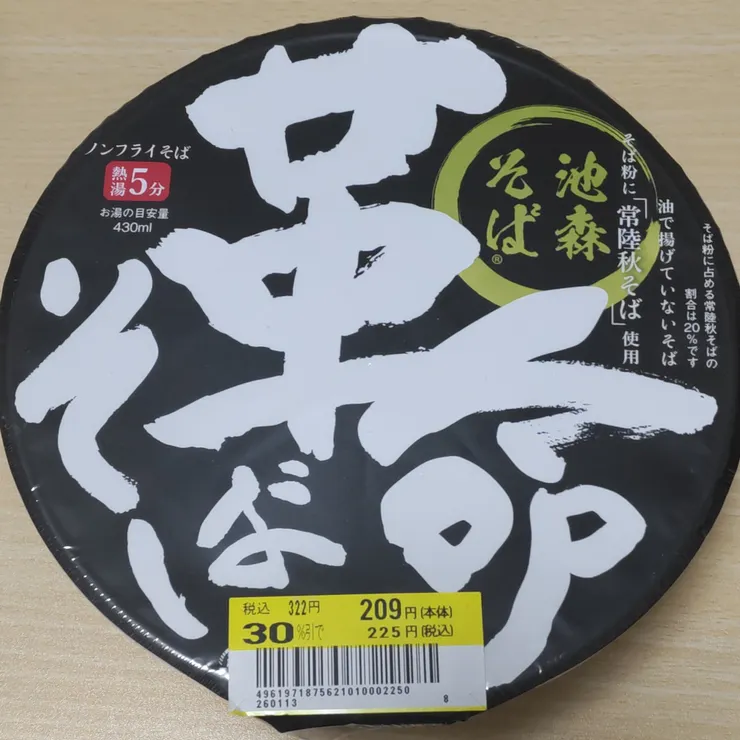 革命
そば
池森
そば®
そば粉に占める常陸秋そばの
割合は20%です
油で揚げていないそば
そば粉に「常陸秋そば」使用
ノンフライそば
熱湯5分
お湯の目安量
430ml
税込 322円
30%引で
209円(本体)
225円(税込)
4961971875621010002250
260113 8